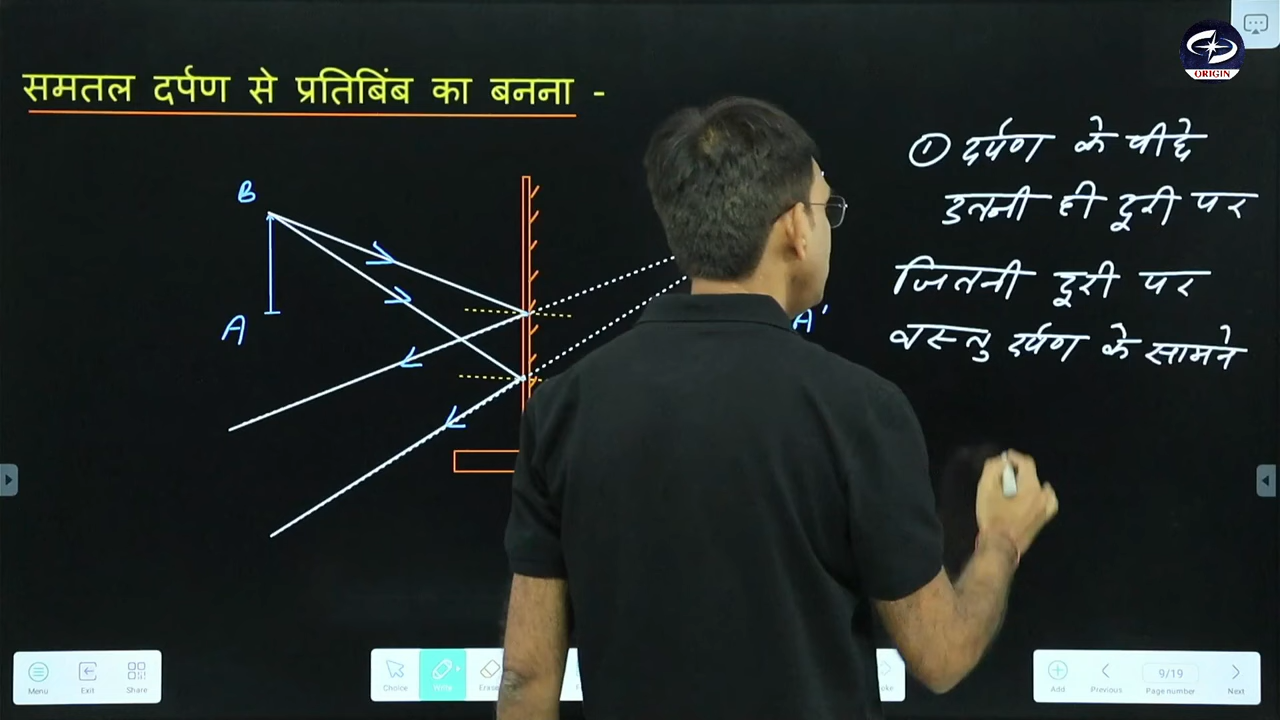 समतल दर्पण से प्रतिबिंब का बनना -
ORIGIN
① दर्पण के पीछे
उतनी ही दूरी पर
जितनी दूरी पर
वस्तु दर्पण के सामने
B
A
A'
Menu
Exit
Share
Choice
Write
Add
Previous
9/19
Page number
Next